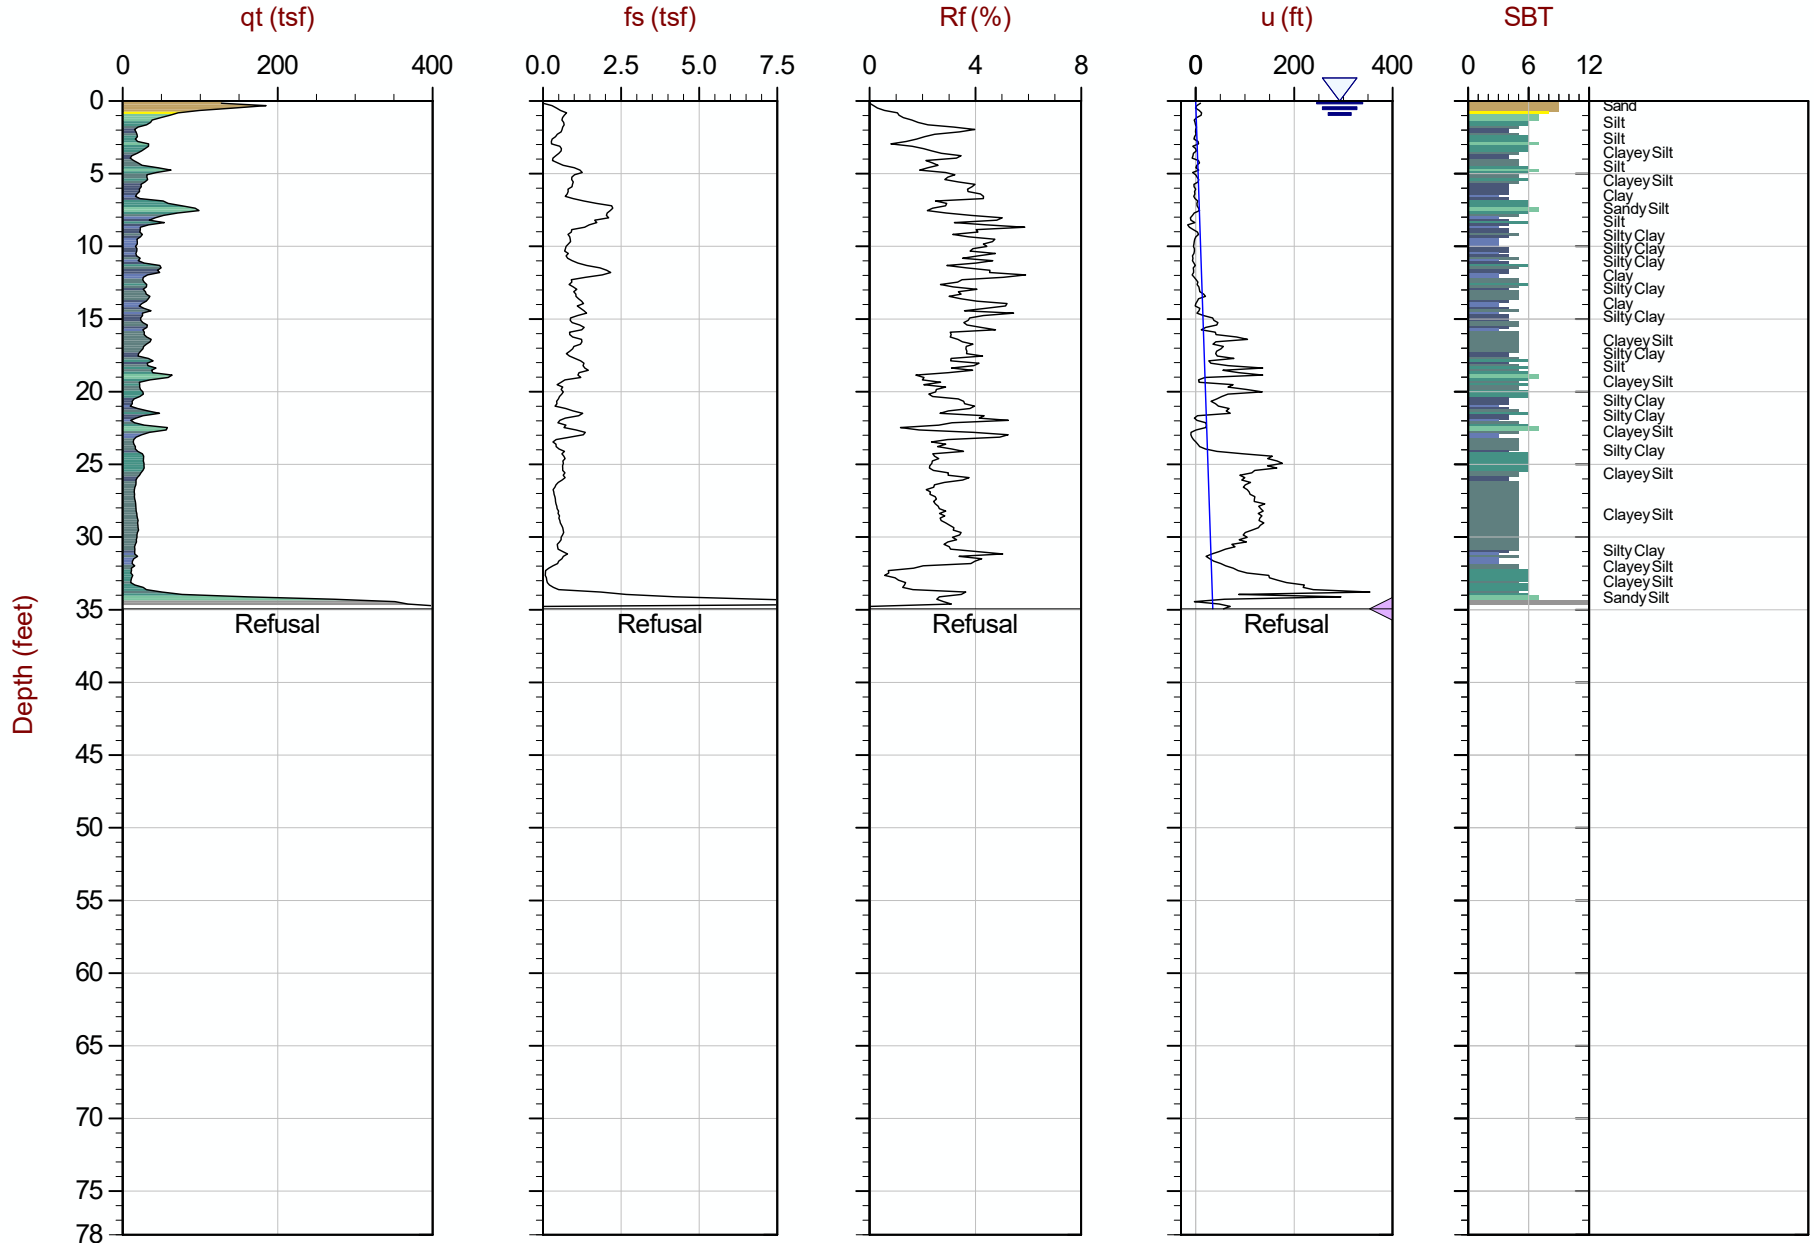 qt (tsf) fs (tsf) Rf (%) u (ft) SBT
0 200 400 0.0 2.5 5.0 7.5 0 4 8 0 200 400 0 6 12
0
Sand
Silt
Silt
Clayey Silt
Silt
5
Clayey Silt
Clay
Sandy Silt
Silt
Silty Clay
10
Silty Clay
Silty Clay
Clay
Silty Clay
Clay
15
Silty Clay
Clayey Silt
Silty Clay
Silt
Clayey Silt
20
Silty Clay
Silty Clay
Clayey Silt
Silty Clay
25
Clayey Silt
Clayey Silt
30
Silty Clay
Clayey Silt
Clayey Silt
Sandy Silt
35
Refusal Refusal Refusal Refusal
Depth (feet)
40
45
50
55
60
65
70
75
78